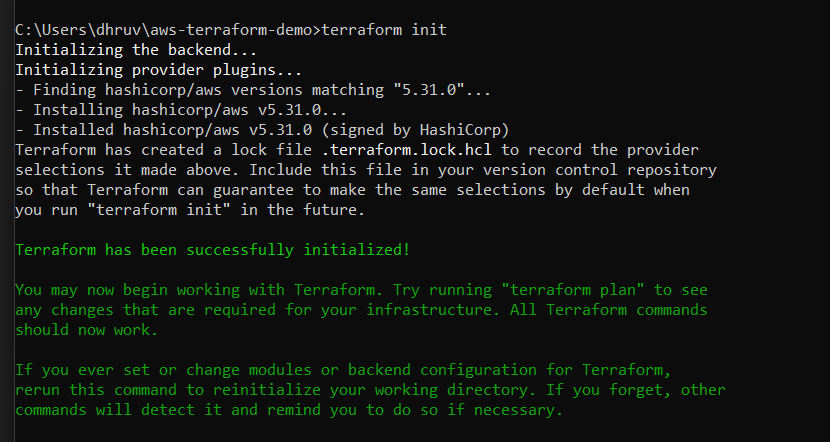 C:\Users\dhruv\aws-terraform-demo>terraform init
Initializing the backend...
Initializing provider plugins...
- Finding hashicorp/aws versions matching "5.31.0"...
- Installing hashicorp/aws v5.31.0...
- Installed hashicorp/aws v5.31.0 (signed by HashiCorp)
Terraform has created a lock file .terraform.lock.hcl to record the provider
selections it made above. Include this file in your version control repository
so that Terraform can guarantee to make the same selections by default when
you run "terraform init" in the future.
Terraform has been successfully initialized!
You may now begin working with Terraform. Try running "terraform plan" to see
any changes that are required for your infrastructure. All Terraform commands
should now work.
If you ever set or change modules or backend configuration for Terraform,
rerun this command to reinitialize your working directory. If you forget, other
commands will detect it and remind you to do so if necessary.